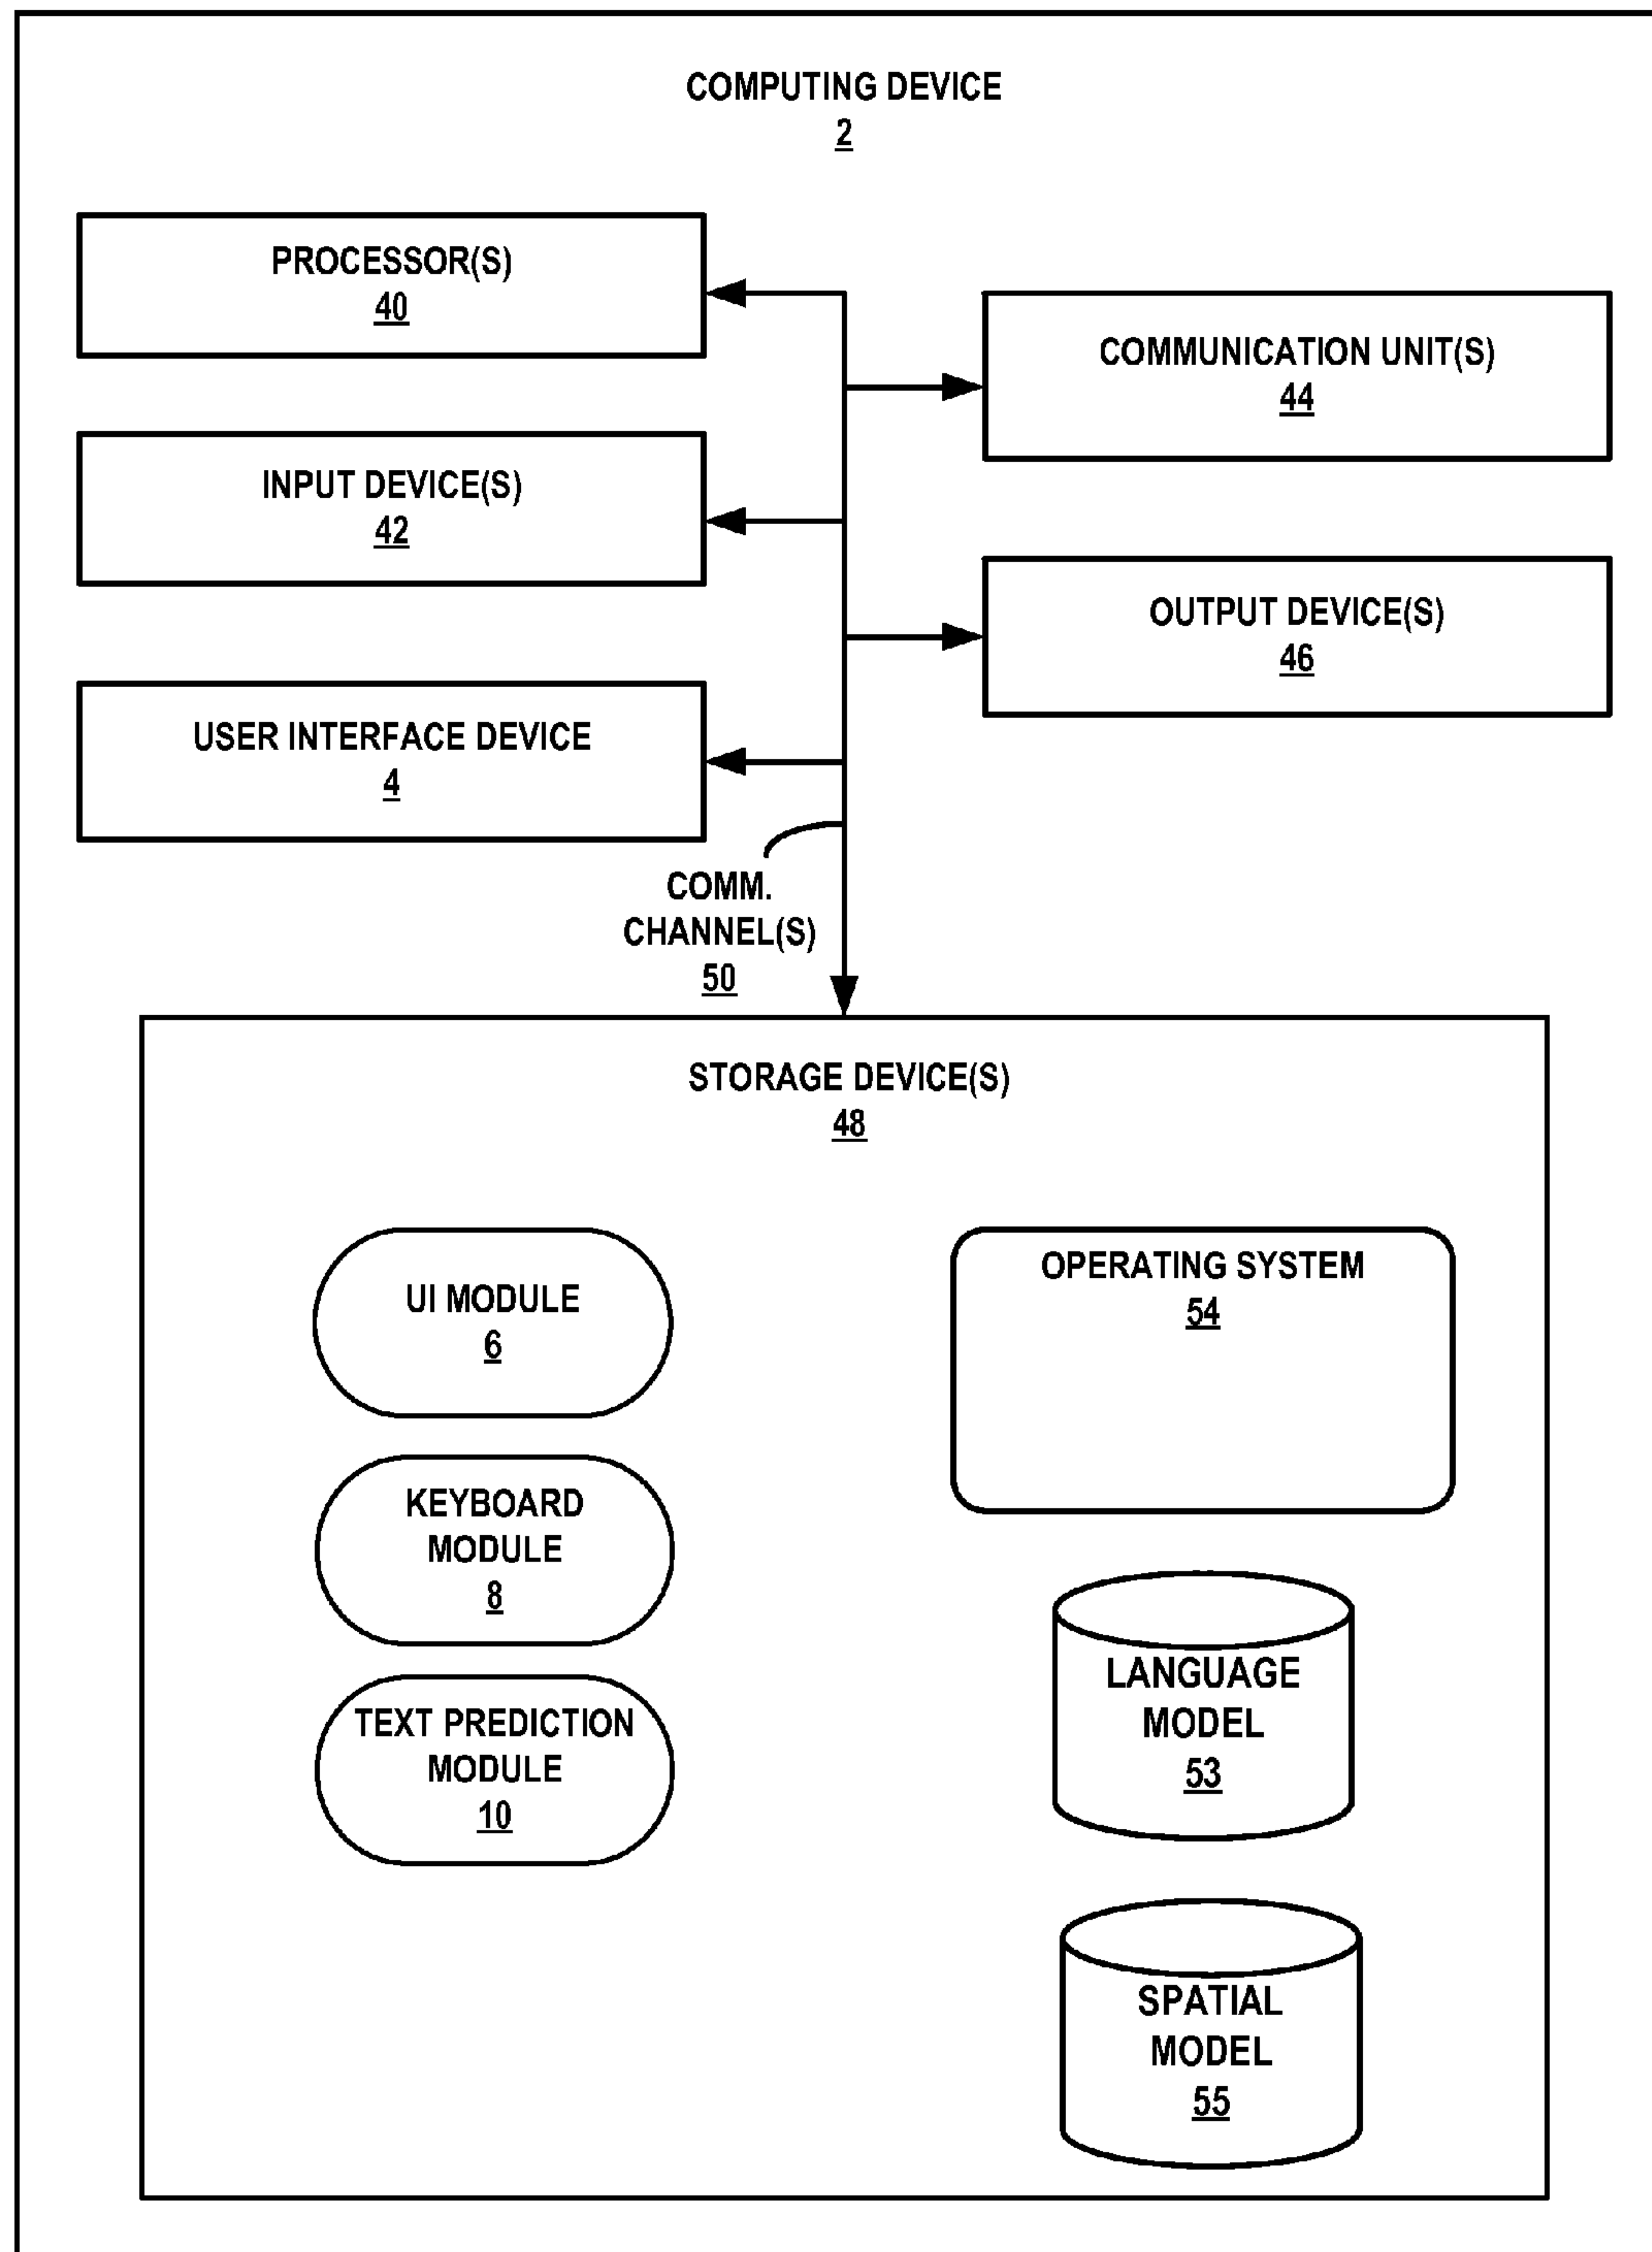 COMPUTING DEVICE
2
PROCESSOR(S)
40
COMMUNICATION UNIT(S)
44
INPUT DEVICE(S)
42
OUTPUT DEVICE(S)
46
USER INTERFACE DEVICE
4
COMM.
CHANNEL(S)
50
STORAGE DEVICE(S)
48
UI MODULE
6
KEYBOARD
MODULE
8
TEXT PREDICTION
MODULE
10
OPERATING SYSTEM
54
LANGUAGE
MODEL
53
SPATIAL
MODEL
55